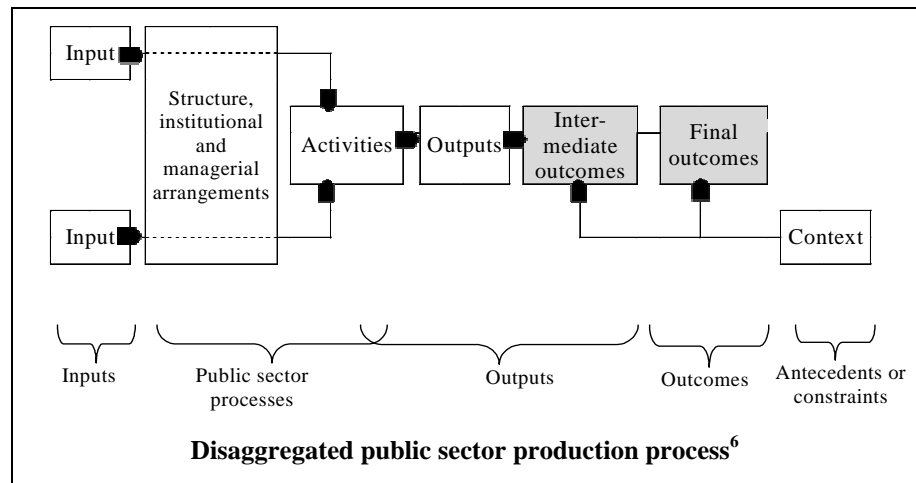 Input
Structure,
institutional
and
managerial
arrangements
Input
Activities
Outputs
Inter-
mediate
outcomes
Final
outcomes
Context
Inputs
Public sector
processes
Outputs
Outcomes
Antecedents or
constraints
Disaggregated public sector production process6